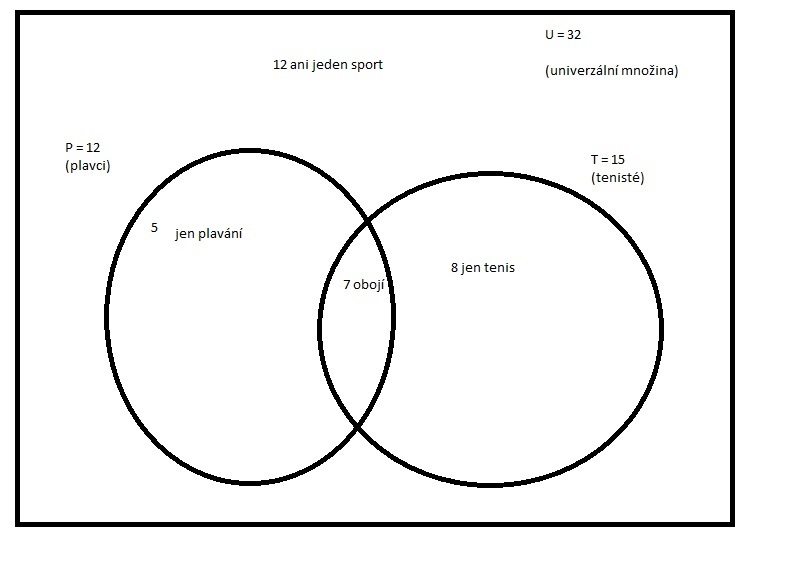 U = 32
12 ani jeden sport
(univerzální množina)
P = 12
(plavci)
T = 15
(tenisté)
5 jen plavání
8 jen tenis
7 obojí